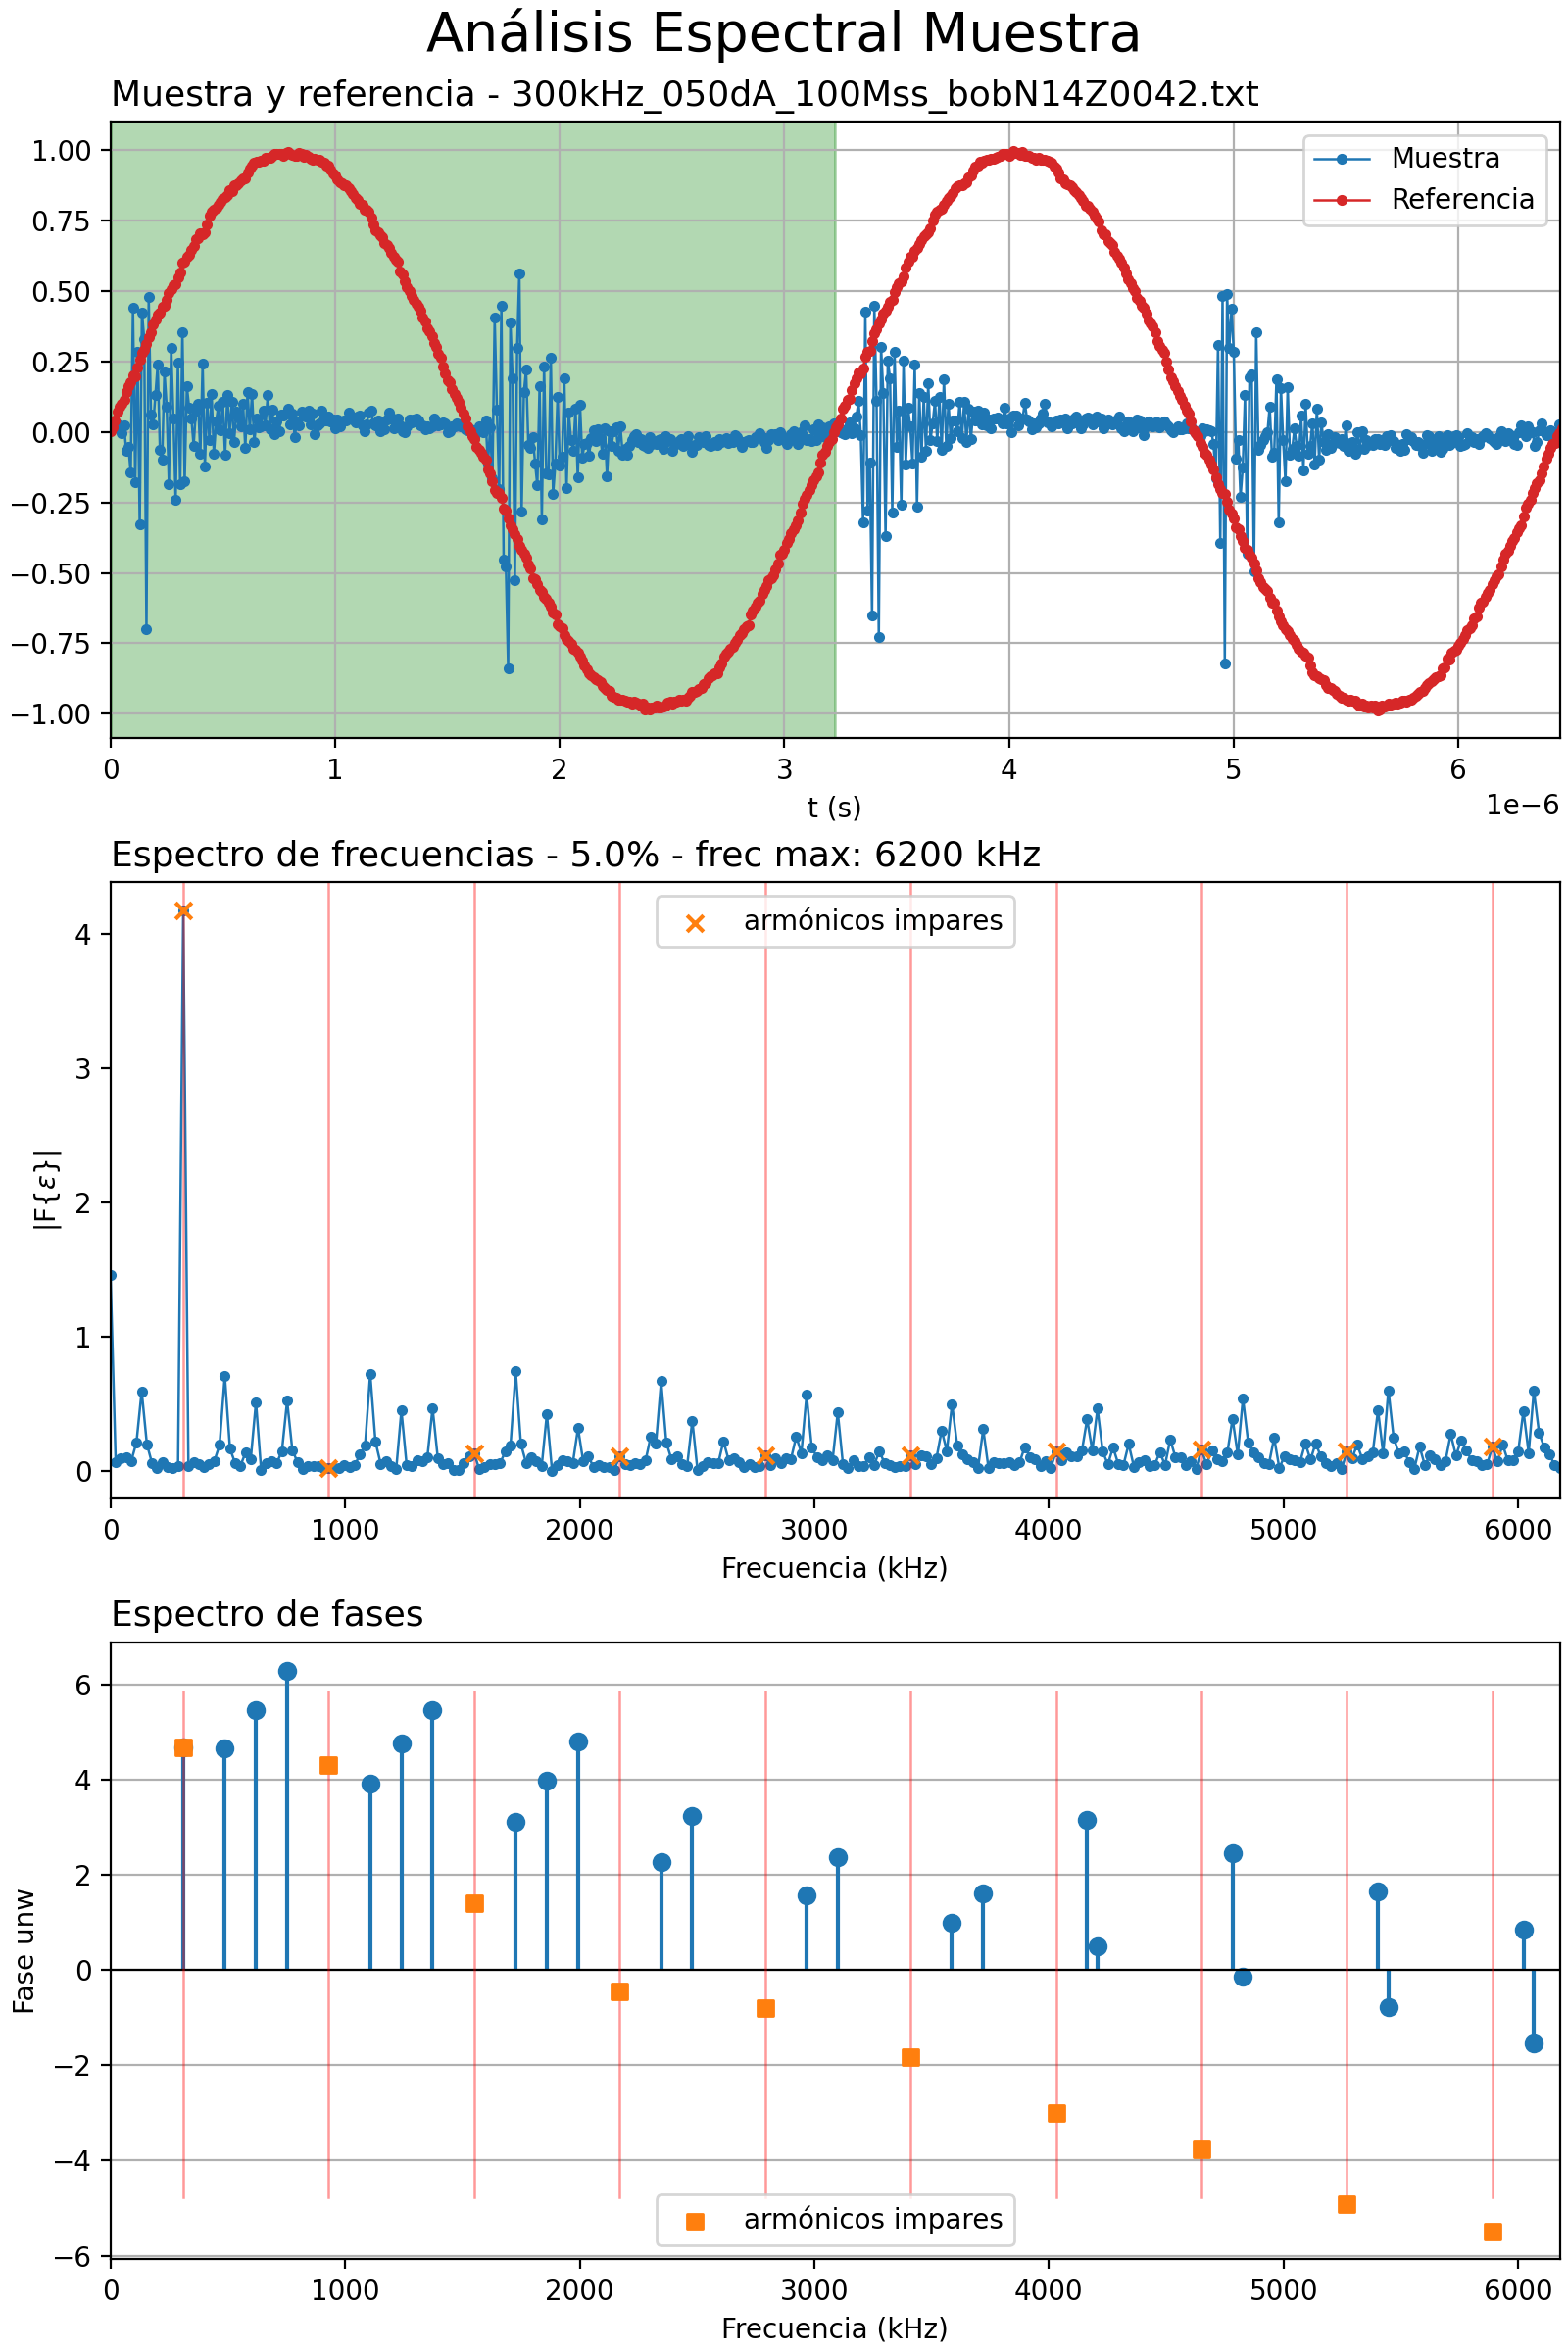 Análisis Espectral Muestra
Muestra y referencia - 300kHz_050dA_100Mss_bobN14Z0042.txt
1.00
0.75
0.50
0.25
0.00
−0.25
−0.50
−0.75
−1.00
Muestra
Referencia
0 1 2 3 4 5 6
t (s)
1e−6
Espectro de frecuencias - 5.0% - frec max: 6200 kHz
armónicos impares
|F{ε}|
4
3
2
1
0
0 1000 2000 3000 4000 5000 6000
Frecuencia (kHz)
Espectro de fases
Fase unw
6
4
2
0
−2
−4
−6
armónicos impares
0 1000 2000 3000 4000 5000 6000
Frecuencia (kHz)